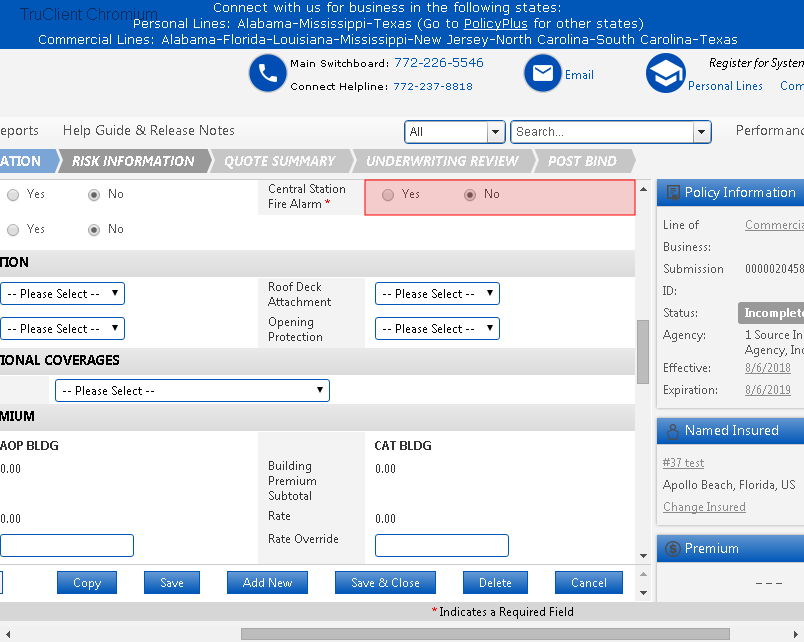 TruClient Chromium
Connect with us for business in the following states:
Personal Lines: Alabama-Mississippi-Texas (Go to PolicyPlus for other states)
Commercial Lines: Alabama-Florida-Louisiana-Mississippi-New Jersey-North Carolina-South Carolina-Texas
Main Switchboard: 772-226-5546
Connect Helpline: 772-237-8818
Email
Register for System
Personal Lines Com
eports Help Guide & Release Notes All Search... Performanc
ATION RISK INFORMATION QUOTE SUMMARY UNDERWRITING REVIEW POST BIND
Yes No Central Station Fire Alarm * Yes No
Yes No
TION
-- Please Select -- Roof Deck Attachment -- Please Select --
-- Please Select -- Opening Protection -- Please Select --
IONAL COVERAGES
-- Please Select --
MIUM
AOP BLDG CAT BLDG
0.00 Building Premium Subtotal 0.00
0.00 Rate 0.00
Rate Override
Copy Save Add New Save & Close Delete Cancel
* Indicates a Required Field
Policy Information
Line of Business: Commercia
Submission ID: 0000020458
Status: Incomplete
Agency: 1 Source In
Agency, Inc
Effective: 8/6/2018
Expiration: 8/6/2019
Named Insured
#37 test
Apollo Beach, Florida, US
Change Insured
Premium
---